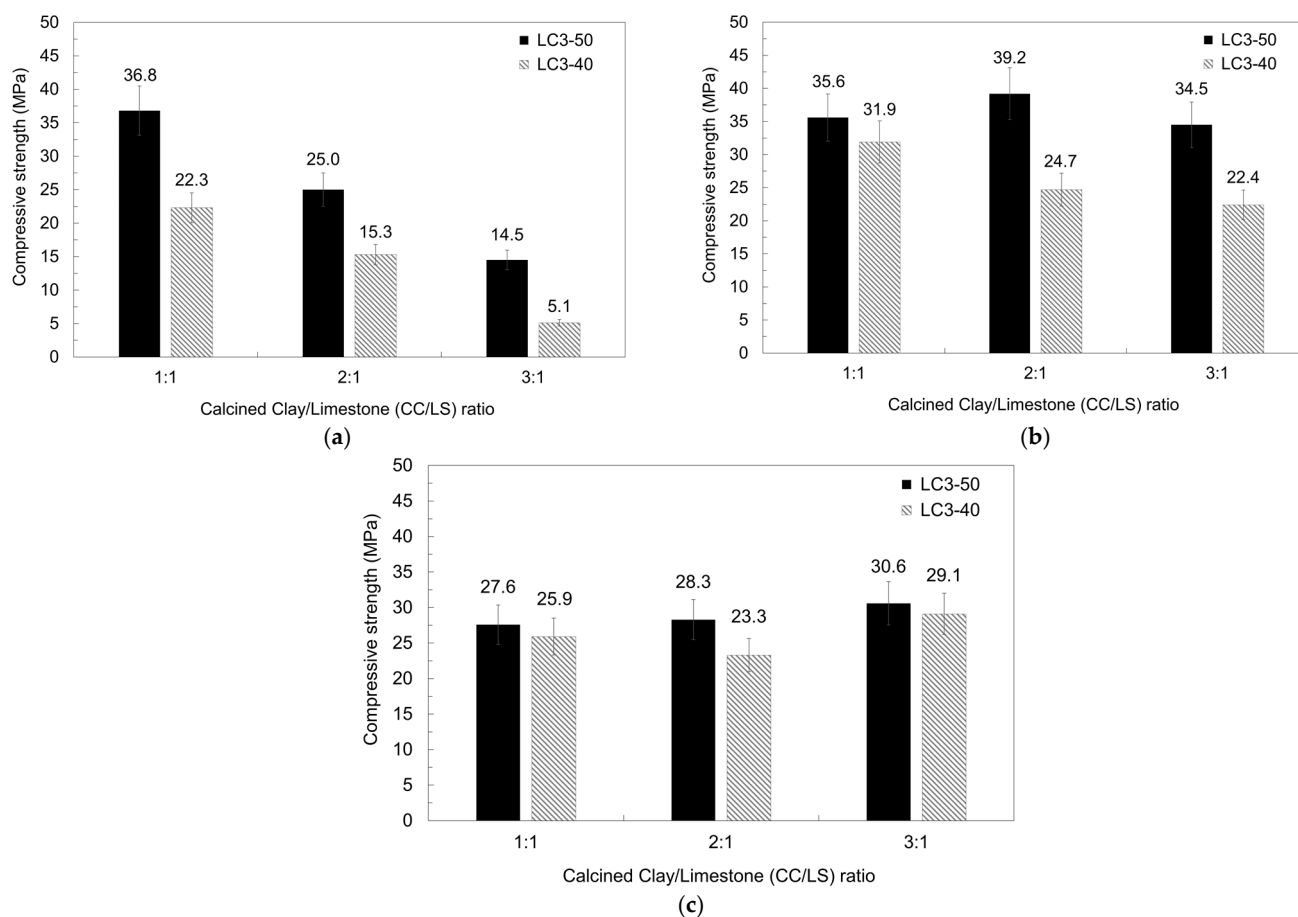 50
45
40
35
30
25
20
15
10
5
0
Compressive strength (MPa)
LC3-50
LC3-40
36.8
22.3
25.0
15.3
14.5
5.1
1:1 2:1 3:1
Calcined Clay/Limestone (CC/LS) ratio
(a)
50
45
40
35
30
25
20
15
10
5
0
Compressive strength (MPa)
LC3-50
LC3-40
35.6
31.9
39.2
24.7
34.5
22.4
1:1 2:1 3:1
Calcined Clay/Limestone (CC/LS) ratio
(b)
50
45
40
35
30
25
20
15
10
5
0
Compressive strength (MPa)
LC3-50
LC3-40
27.6
25.9
28.3
23.3
30.6
29.1
1:1 2:1 3:1
Calcined Clay/Limestone (CC/LS) ratio
(c)